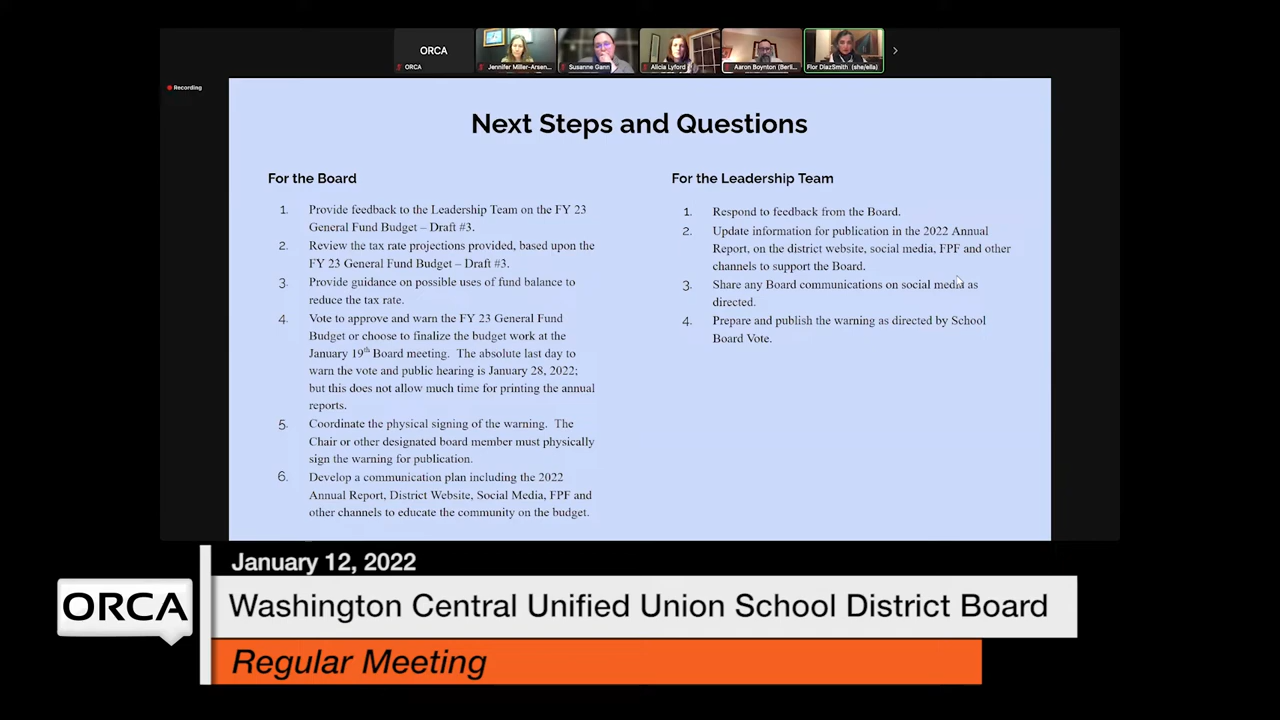 ORCA
ORCA
Jennifer Miller-Arsen...
Susanne Gann
Alicia Lyford
Aaron Boynton (Berli...
Flor DiazSmith (she/ella)
Recording
Next Steps and Questions
For the Board
1. Provide feedback to the Leadership Team on the FY 23
General Fund Budget – Draft #3.
2. Review the tax rate projections provided, based upon the
FY 23 General Fund Budget – Draft #3.
3. Provide guidance on possible uses of fund balance to
reduce the tax rate.
4. Vote to approve and warn the FY 23 General Fund
Budget or choose to finalize the budget work at the
January 19th Board meeting. The absolute last day to
warn the vote and public hearing is January 28, 2022;
but this does not allow much time for printing the annual
reports.
5. Coordinate the physical signing of the warning. The
Chair or other designated board member must physically
sign the warning for publication.
6. Develop a communication plan including the 2022
Annual Report, District Website, Social Media, FPF and
other channels to educate the community on the budget.
For the Leadership Team
1. Respond to feedback from the Board.
2. Update information for publication in the 2022 Annual
Report, on the district website, social media, FPF and other
channels to support the Board.
3. Share any Board communications on social media as
directed.
4. Prepare and publish the warning as directed by School
Board Vote.
January 12, 2022
ORCA
Washington Central Unified Union School District Board
Regular Meeting